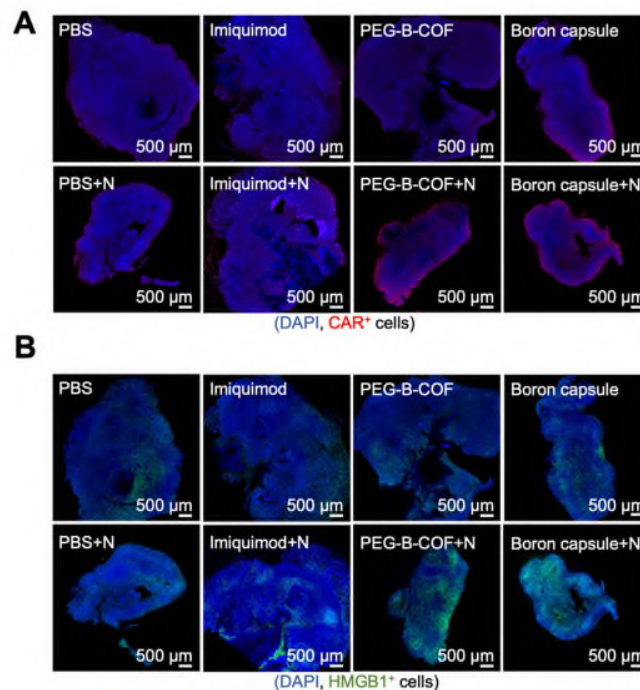 A
PBS
Imiquimod
PEG-B-COF
Boron capsule
500 µm
500 µm
500 µm
500 µm
PBS+N
Imiquimod+N
PEG-B-COF+N
Boron capsule+N
500 µm
500 µm
500 µm
500 µm
(DAPI, CAR⁺ cells)
B
PBS
Imiquimod
PEG-B-COF
Boron capsule
500 µm
500 µm
500 µm
500 µm
PBS+N
Imiquimod+N
PEG-B-COF+N
Boron capsule+N
500 µm
500 µm
500 µm
500 µm
(DAPI, HMGB1⁺ cells)